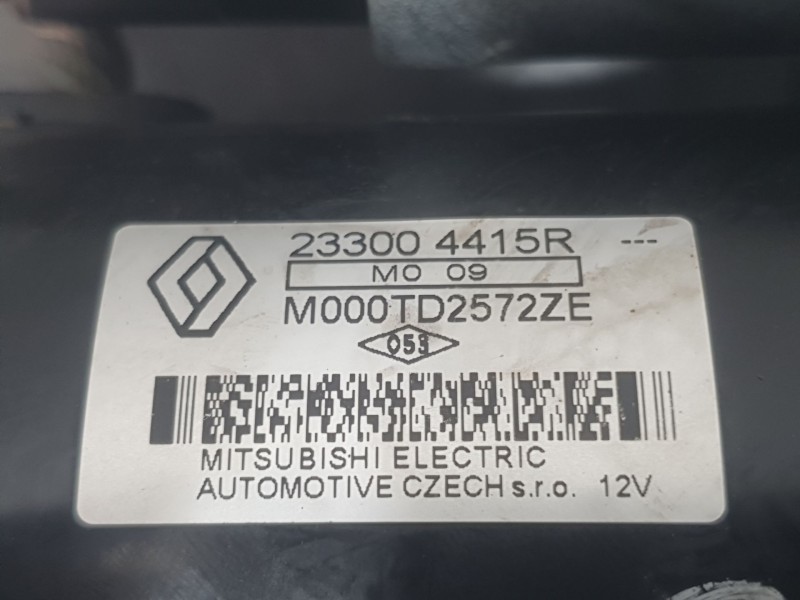 23300 4415R ---
M0 09
M000TD2572ZE
053
MITSUBISHI ELECTRIC
AUTOMOTIVE CZECH s.r.o. 12V